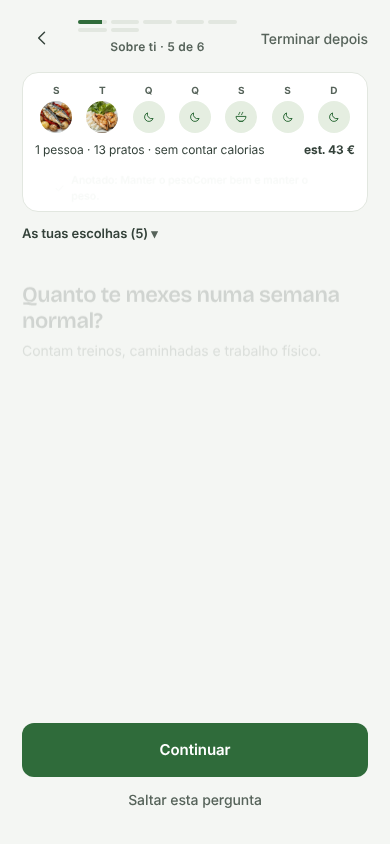 Sobre ti · 5 de 6
Terminar depois
S T Q Q S S D
1 pessoa · 13 pratos · sem contar calorias
est. 43 €
As tuas escolhas (5) ▾
Quanto te mexes numa semana
normal?
Contam treinos, caminhadas e trabalho físico.
Continuar
Saltar esta pergunta